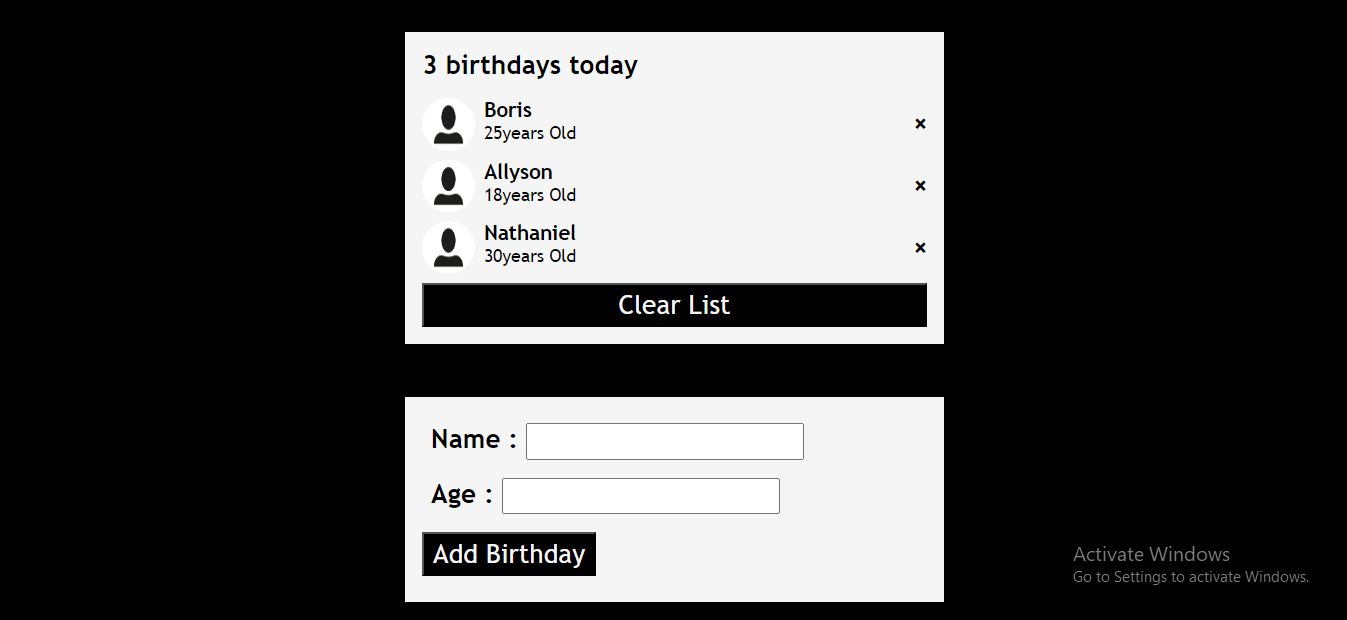 3 birthdays today
Boris
25years Old
×
Allyson
18years Old
×
Nathaniel
30years Old
×
Clear List
Name :
Age :
Add Birthday
Activate Windows
Go to Settings to activate Windows.